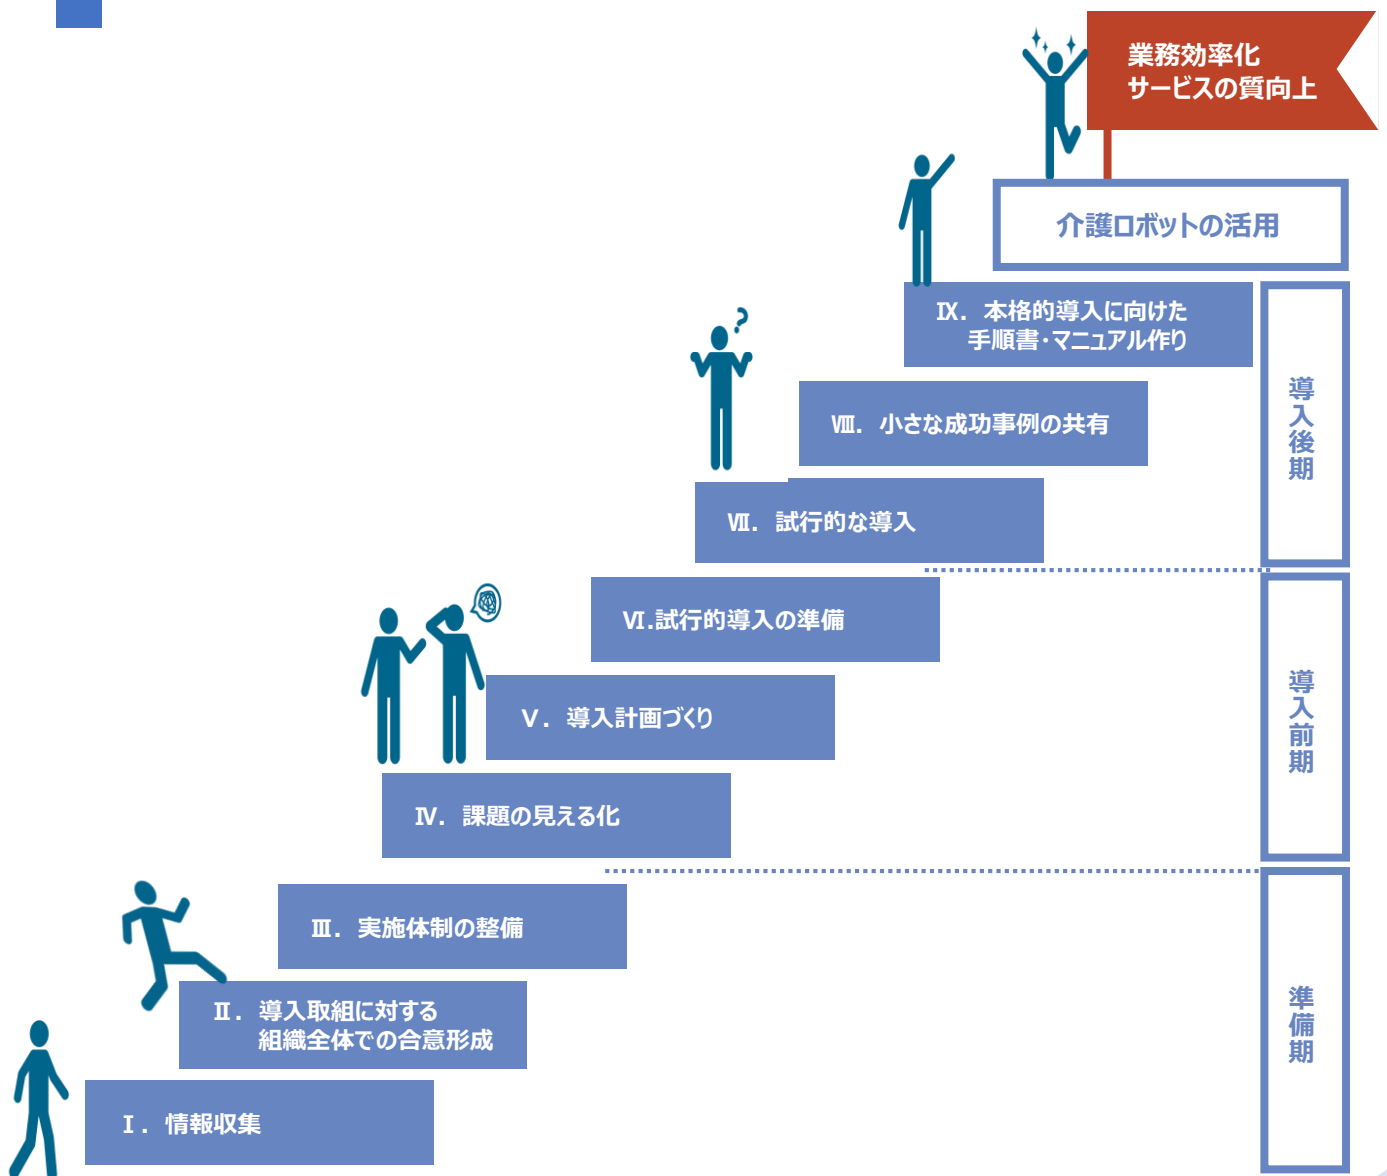 業務効率化
サービスの質向上
介護ロボットの活用
Ⅸ．本格的導入に向けた
手順書・マニュアル作り
Ⅷ．小さな成功事例の共有
Ⅶ．試行的な導入
導入後期
Ⅵ.試行的導入の準備
Ⅴ．導入計画づくり
Ⅳ．課題の見える化
導入前期
Ⅲ．実施体制の整備
Ⅱ．導入取組に対する
組織全体での合意形成
Ⅰ．情報収集
準備期
?